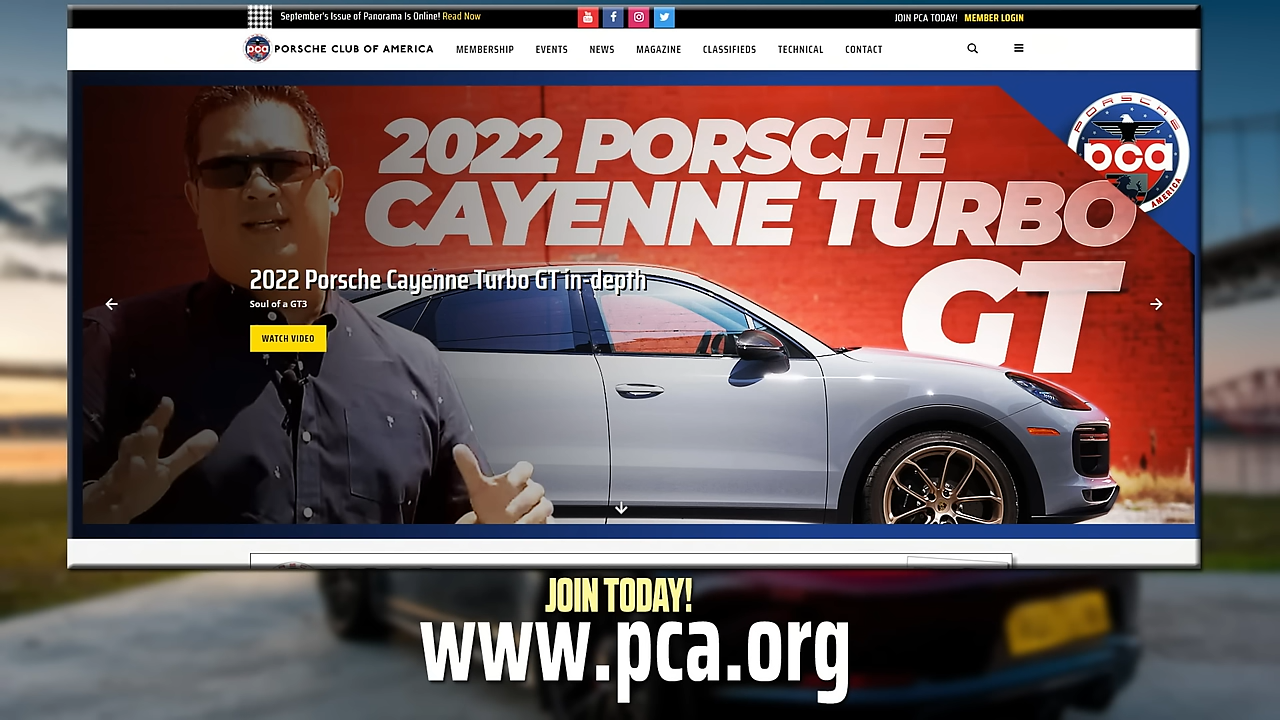 September's Issue of Panorama Is Online! Read Now
JOIN PCA TODAY! MEMBER LOGIN
pca PORSCHE CLUB OF AMERICA
MEMBERSHIP EVENTS NEWS MAGAZINE CLASSIFIEDS TECHNICAL CONTACT
PORSCHE
pca
AMERICA
2022 PORSCHE
CAYENNE TURBO
GT
2022 Porsche Cayenne Turbo GT in-depth
Soul of a GT3
WATCH VIDEO
JOIN TODAY!
www.pca.org